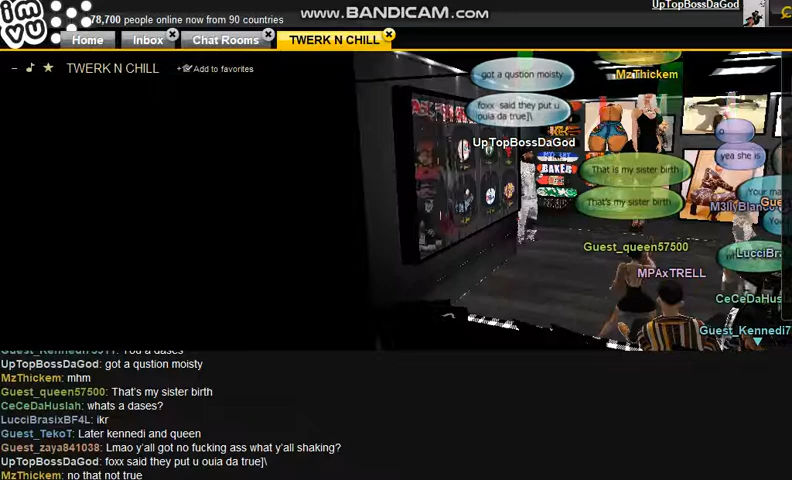 imvu
78,700 people online now from 90 countries
www.BANDICAM.com
UpTopBossDaGod
Home
Inbox
Chat Rooms
TWERK N CHILL
TWERK N CHILL
+ Add to favorites
got a qustion moisty
MzThickem
foxx said they put u
ouia da true]\
UpTopBossDaGod
BAKER
That is my sister birth
That's my sister birth
yea she is
Guest_queen57500
MPAxTRELL
M3llyBlanco
LucciBra
CeCeDaHus
Guest_Kennedi7
UpTopBossDaGod: got a qustion moisty
MzThickem: mhm
Guest_queen57500: That's my sister birth
CeCeDaHuslah: whats a dases?
LucciBrasixBF4L: ikr
Guest_TekoT: Later kennedi and queen
Guest_zaya841038: Lmao y'all got no fucking ass what y'all shaking?
UpTopBossDaGod: foxx said they put u ouia da true]\
MzThickem: no that not true